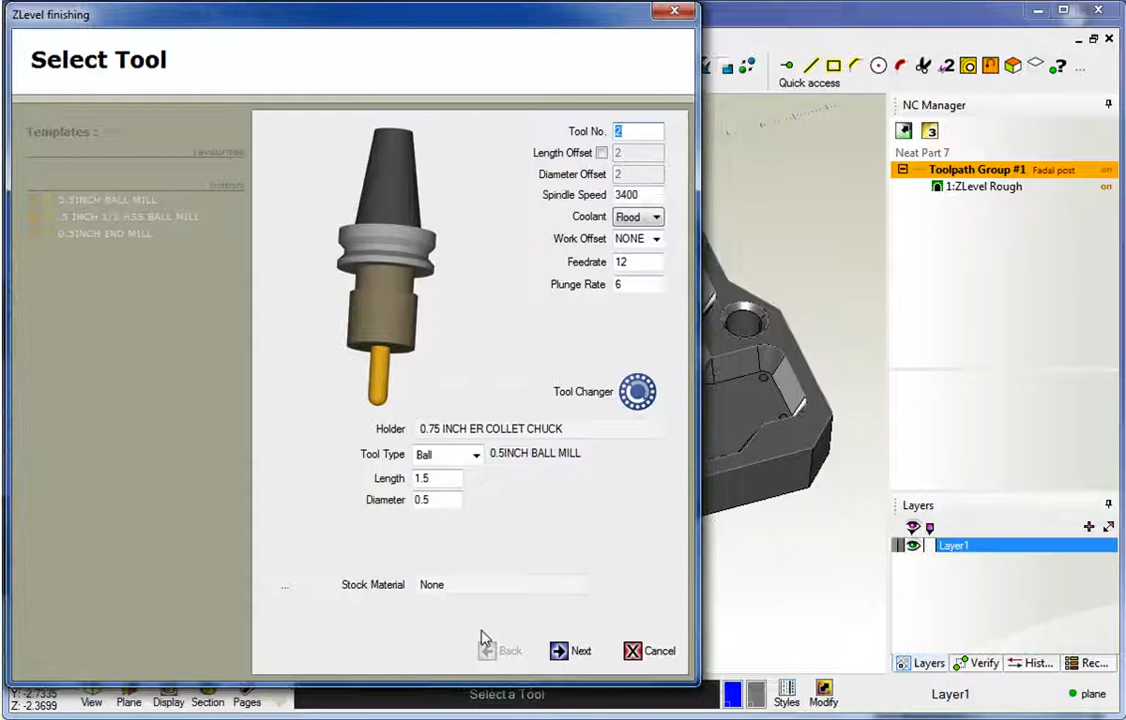 ZLevel finishing
Select Tool
Templates :
favourites
history
0.5INCH BALL MILL
.5 INCH 1/2 HSS BALL MILL
0.5INCH END MILL
Tool No. 2
Length Offset 2
Diameter Offset 2
Spindle Speed 3400
Coolant Flood
Work Offset NONE
Feedrate 12
Plunge Rate 6
Tool Changer
Holder 0.75 INCH ER COLLET CHUCK
Tool Type Ball 0.5INCH BALL MILL
Length 1.5
Diameter 0.5
... Stock Material None
Back Next Cancel
Quick access
...
NC Manager
3
Neat Part 7
Toolpath Group #1 Fadal post on
1:ZLevel Rough on
Layers
Layer1
Layers Verify Hist... Rec...
Y: -2.7335
Z: -2.3699
View Plane Display Section Pages
Select a Tool
Styles Modify
Layer1
plane